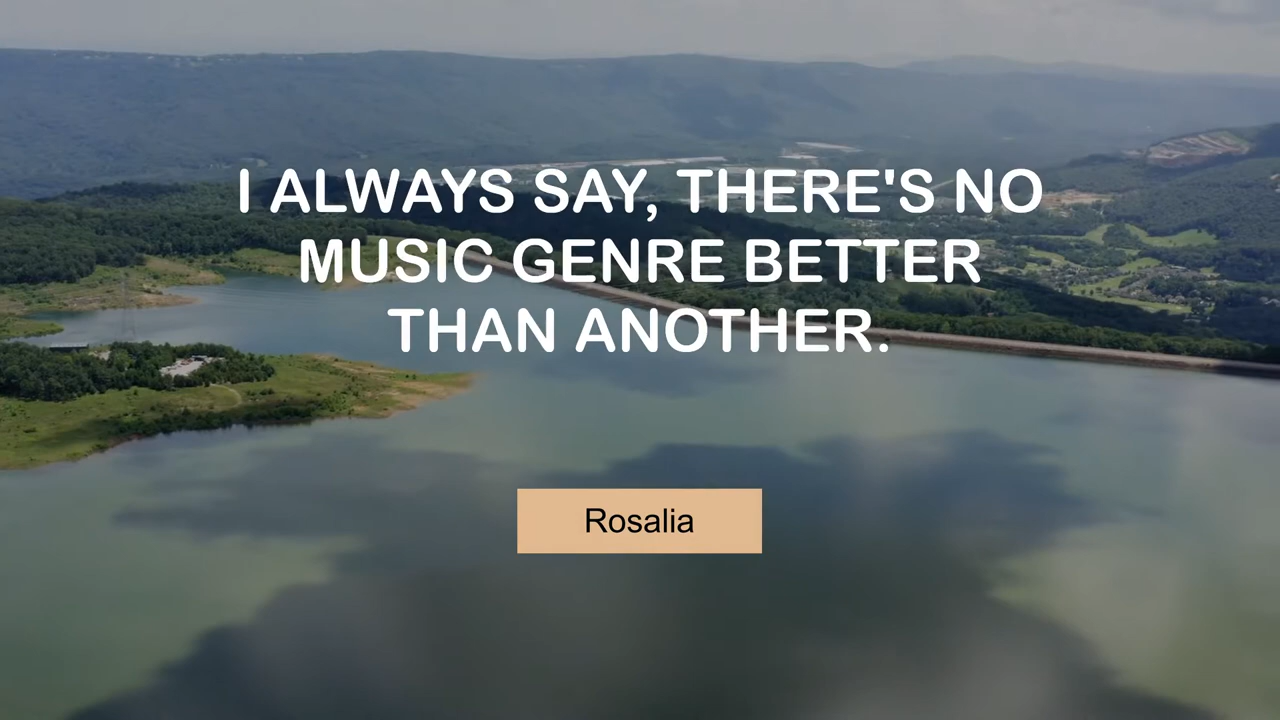 I ALWAYS SAY, THERE'S NO
MUSIC GENRE BETTER
THAN ANOTHER.
Rosalia